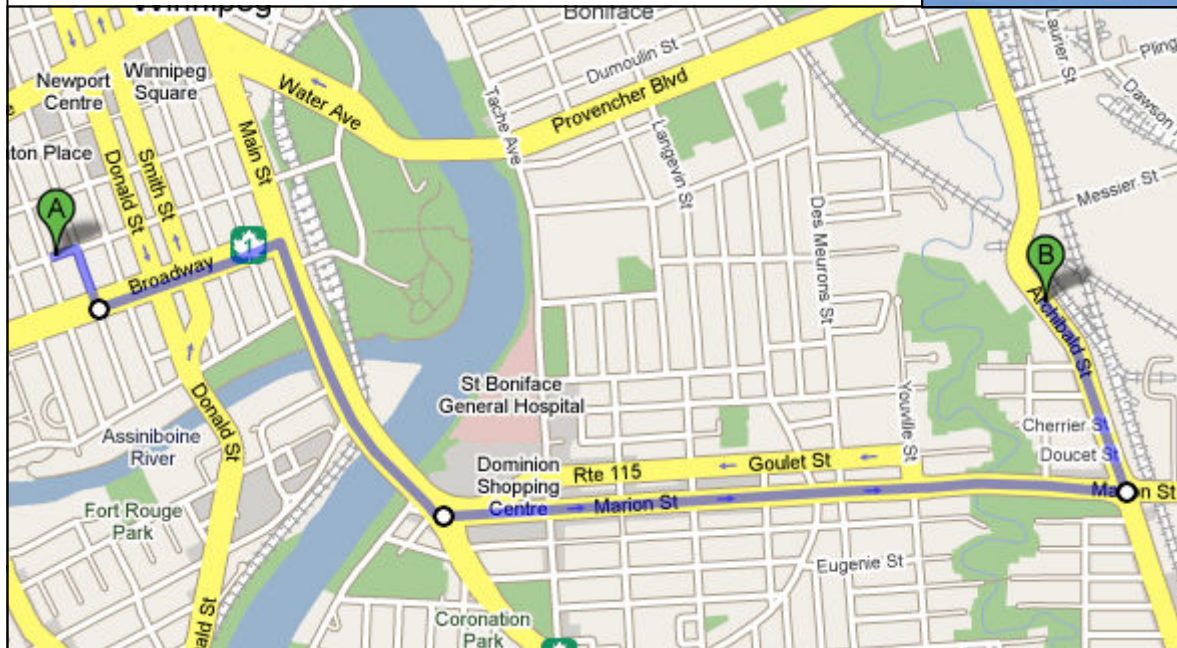 Winnipeg
Boniface
Laurier St
Dumoulin St
Newport
Centre
Winnipeg
Square
Water Ave
Tache Ave
Provencher Blvd
Dawson
Main St
Langevin St
ton Place
Donald St
Smith St
Messier St
A
Des Meurons St
B
1
Broadway
Archibald St
St Boniface
General Hospital
Youville St
Donald St
Assiniboine
River
Cherrier St
Doucet St
Dominion
Shopping
Centre
Rte 115
Goulet St
Marion St
Fort Rouge
Park
Eugenie St
Coronation
Park
ald St